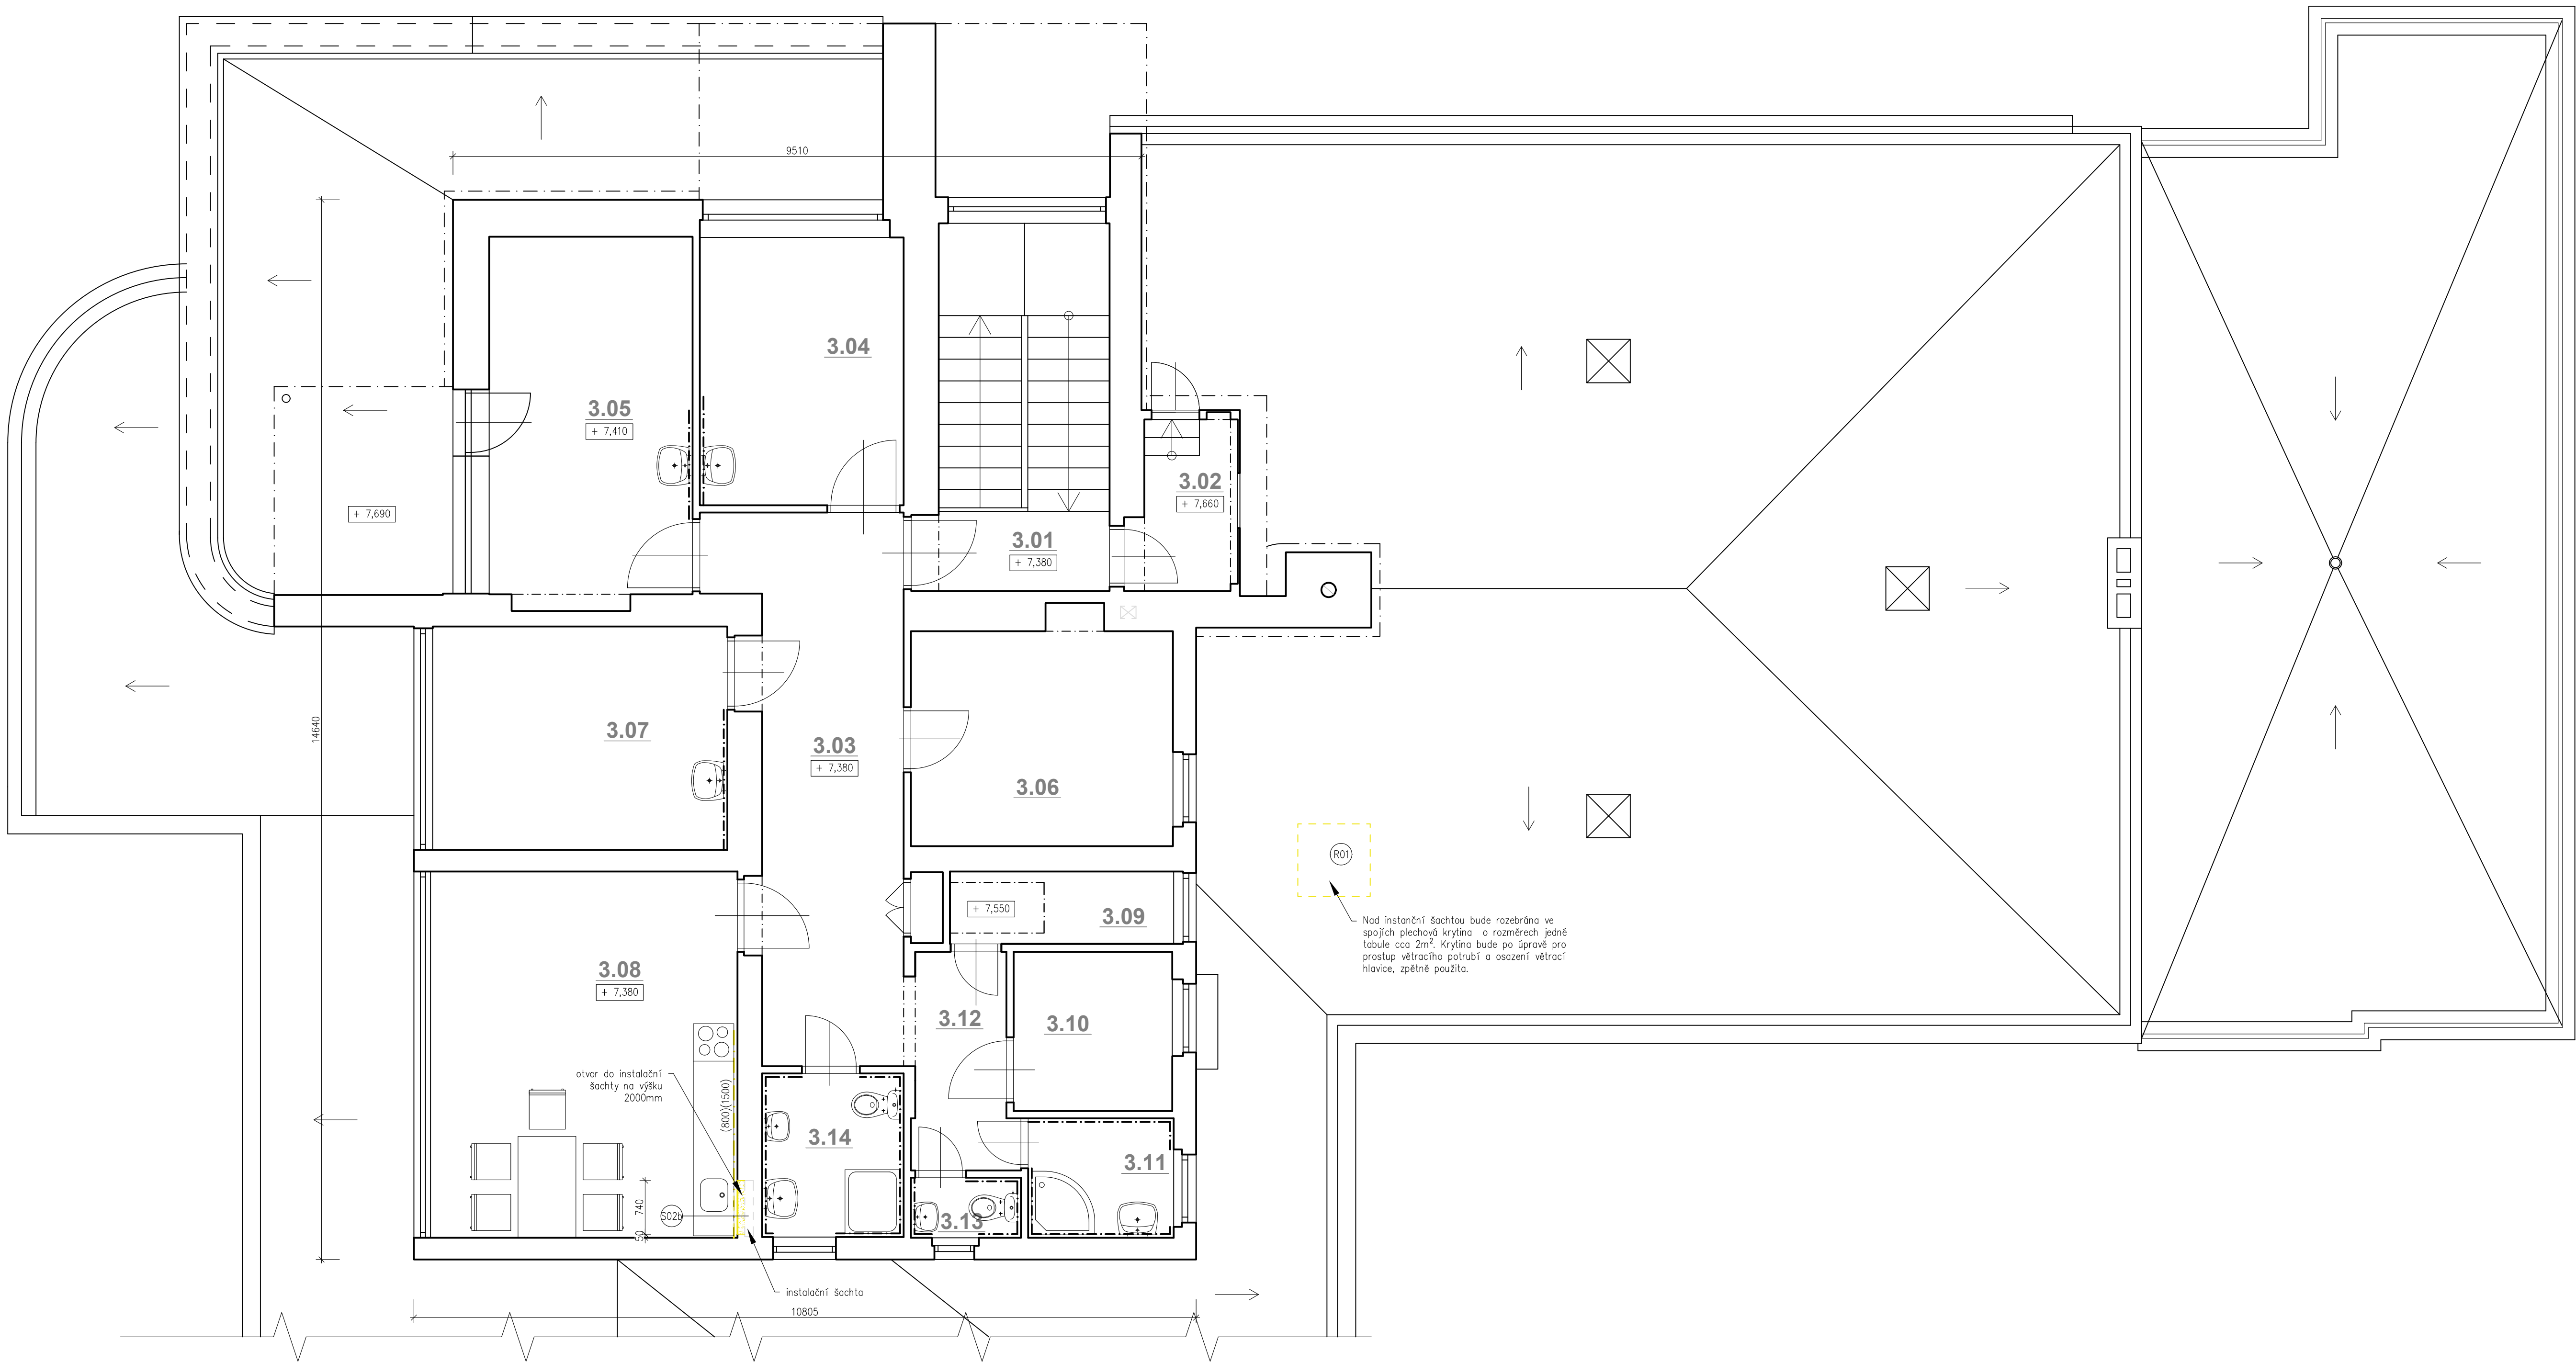 9510
3.04
3.05
+ 7,410
3.02
+ 7,660
+ 7,690
3.01
+ 7,380
14640
3.07
3.03
+ 7,380
3.06
R01
+ 7,550
3.09
Nad instanční šachtou bude rozebrána ve
spojích plechová krytina o rozměrech jedné
tabule cca 2m². Krytina bude po úpravě pro
prostup větracího potrubí a osazení větrací
hlavice, zpětně použita.
3.08
+ 7,380
3.12
3.10
otvor do instalační
šachty na výšku
2000mm
(800)(1500)
3.14
3.11
740
50
S02b
3.13
instalační šachta
10805